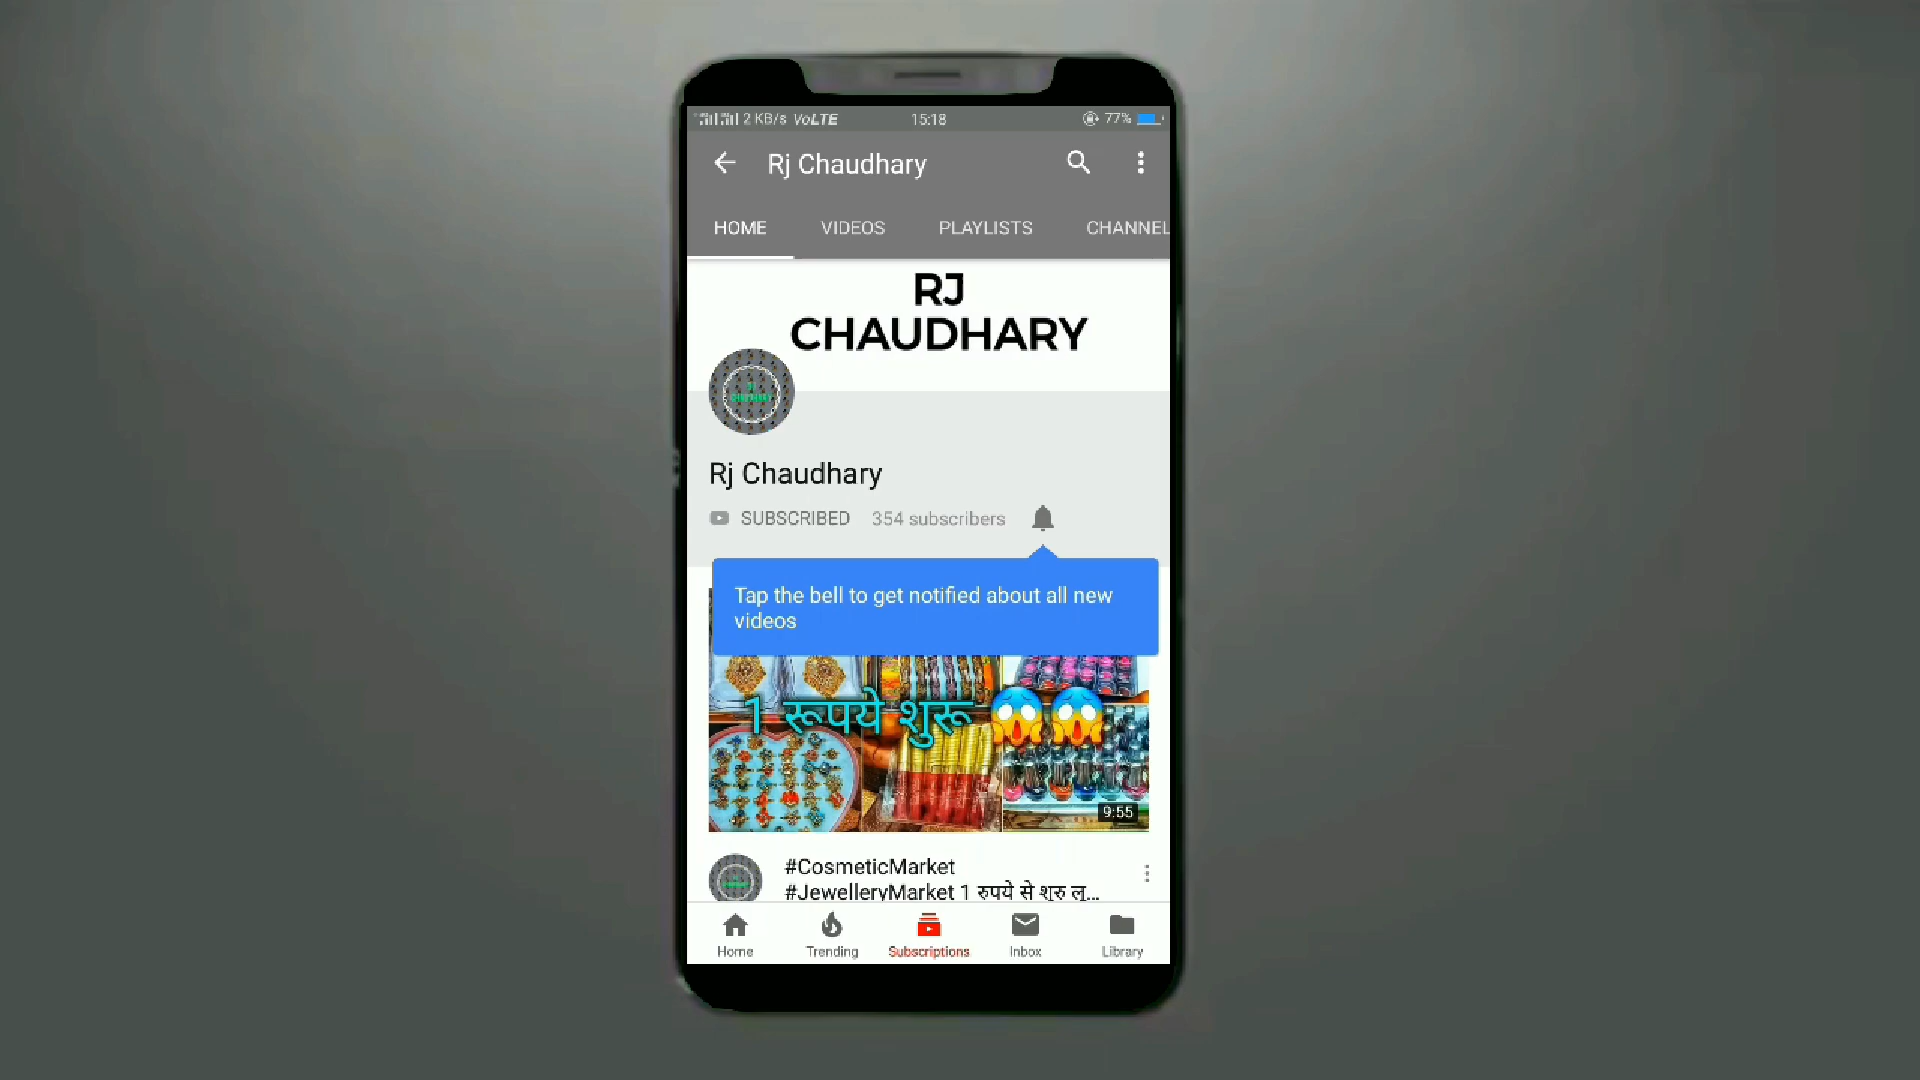 2 KB/s VoLTE 15:18 77%
Rj Chaudhary
HOME VIDEOS PLAYLISTS CHANNEL
RJ
CHAUDHARY
Rj Chaudhary
SUBSCRIBED 354 subscribers
Tap the bell to get notified about all new
videos
1 रूपये शुरू
9:55
#CosmeticMarket
#JewelleryMarket 1 रुपये से शुरु लू...
Home Trending Subscriptions Inbox Library